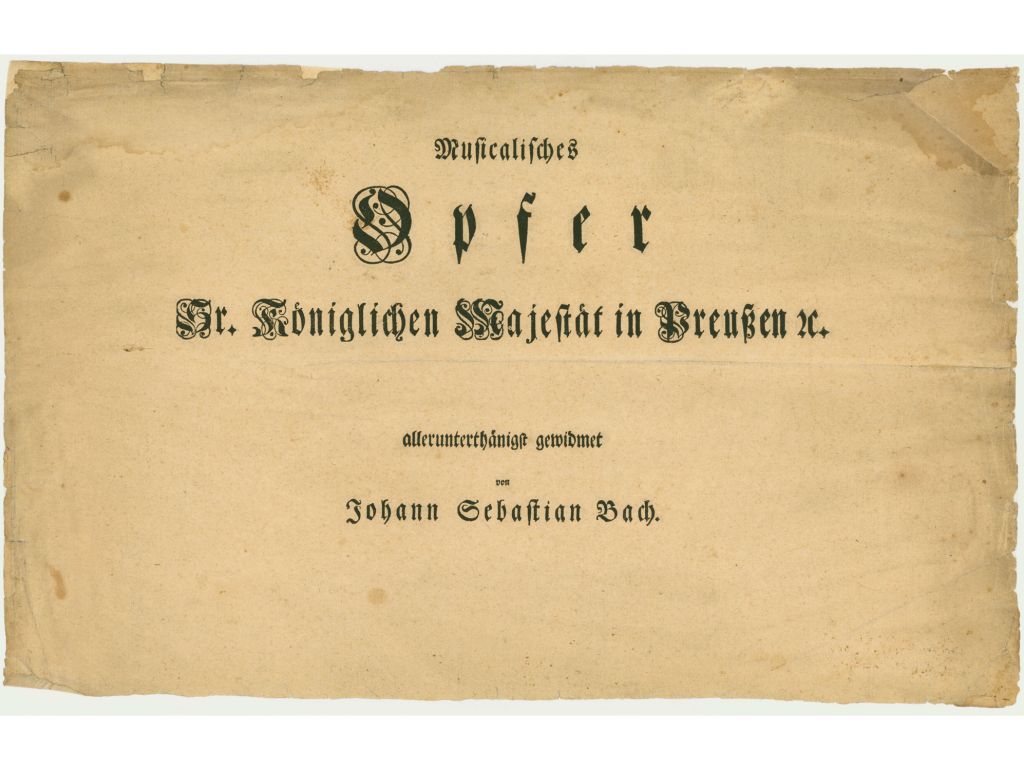 Musicalisches
Opfer
Sr. Königlichen Majestät in Preußen ꝛc.
allerunterthänigst gewidmet
von
Johann Sebastian Bach.